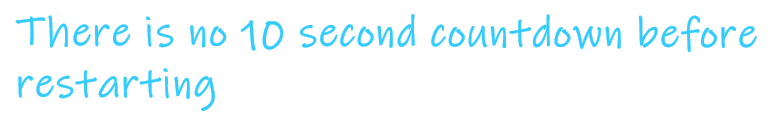 There is no 10 second countdown before
restarting